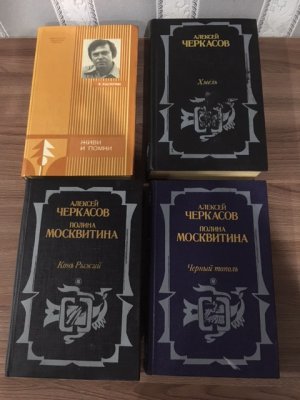 ЖИВИ И ПОМНИ
АЛЕКСЕЙ
ЧЕРКАСОВ
Хмель
АЛЕКСЕЙ
ЧЕРКАСОВ
ПОЛИНА
МОСКВИТИНА
Конь Рыжий
АЛЕКСЕЙ
ЧЕРКАСОВ
ПОЛИНА
МОСКВИТИНА
Черный тополь